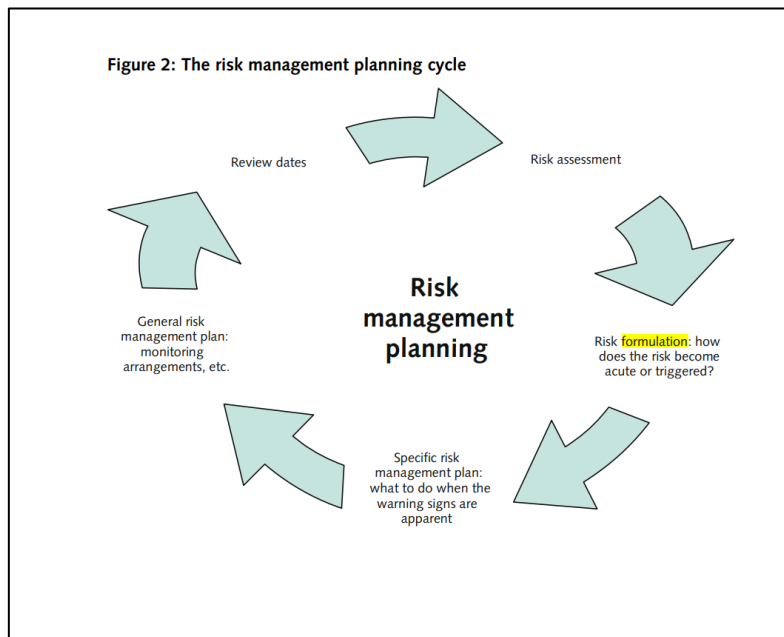 Figure 2: The risk management planning cycle
Review dates
Risk assessment
Risk
management
planning
General risk
management plan:
monitoring
arrangements, etc.
Risk formulation: how
does the risk become
acute or triggered?
Specific risk
management plan:
what to do when the
warning signs are
apparent